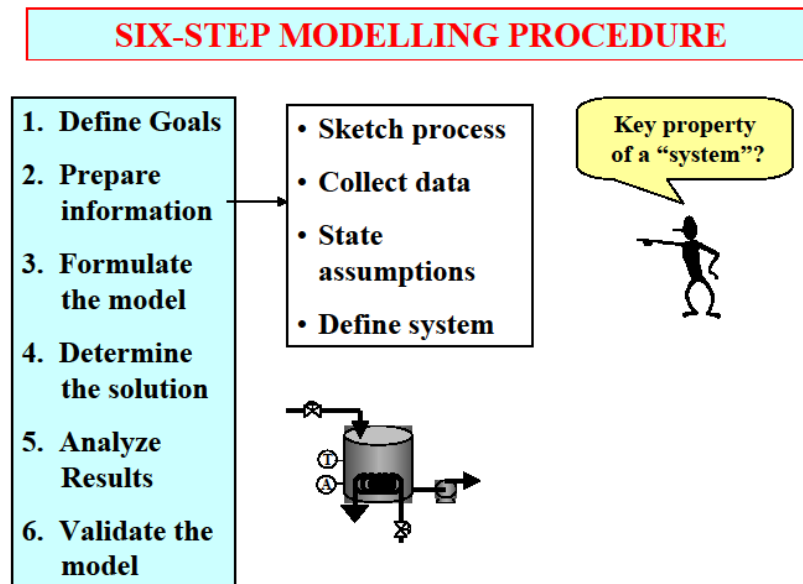 SIX-STEP MODELLING PROCEDURE
1. Define Goals
2. Prepare
information
3. Formulate
the model
4. Determine
the solution
5. Analyze
Results
6. Validate the
model
• Sketch process
• Collect data
• State
assumptions
• Define system
Key property
of a “system”?
T
A